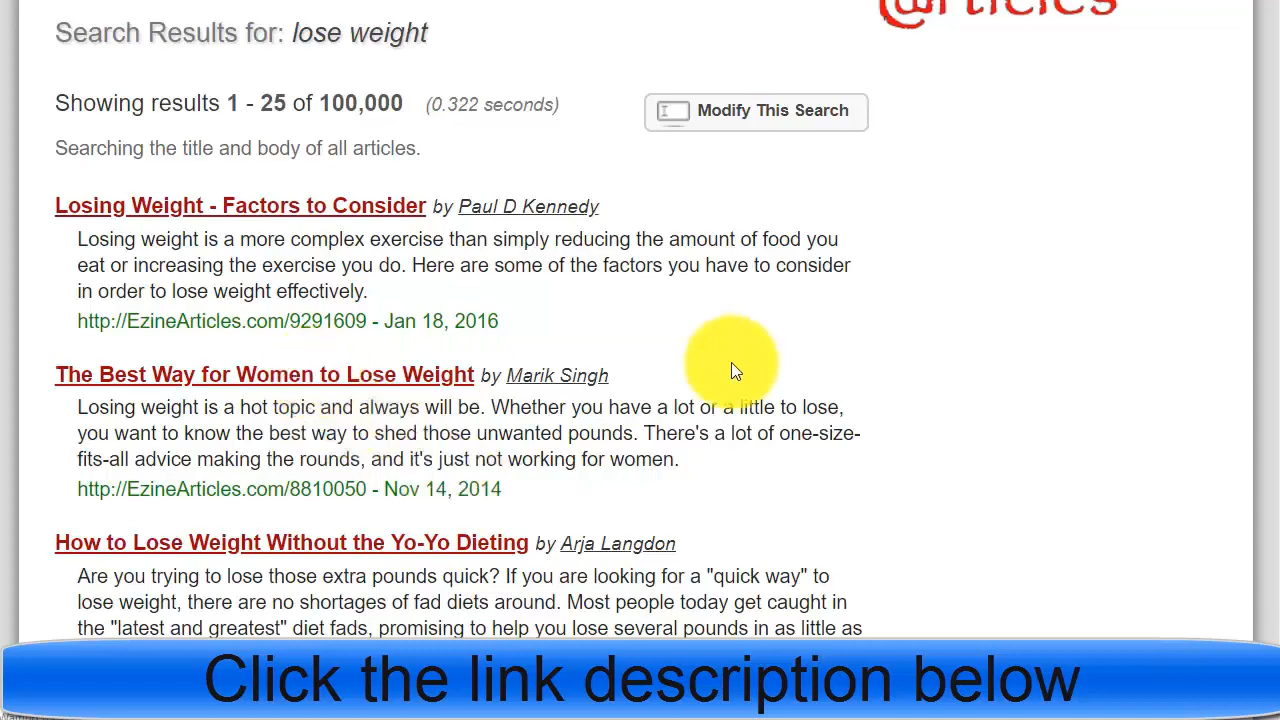 @rticles
Search Results for: lose weight
Showing results 1 - 25 of 100,000 (0.322 seconds)
Modify This Search
Searching the title and body of all articles.
Losing Weight - Factors to Consider by Paul D Kennedy
Losing weight is a more complex exercise than simply reducing the amount of food you
eat or increasing the exercise you do. Here are some of the factors you have to consider
in order to lose weight effectively.
http://EzineArticles.com/9291609 - Jan 18, 2016
The Best Way for Women to Lose Weight by Marik Singh
Losing weight is a hot topic and always will be. Whether you have a lot or a little to lose,
you want to know the best way to shed those unwanted pounds. There's a lot of one-size-
fits-all advice making the rounds, and it's just not working for women.
http://EzineArticles.com/8810050 - Nov 14, 2014
How to Lose Weight Without the Yo-Yo Dieting by Arja Langdon
Are you trying to lose those extra pounds quick? If you are looking for a "quick way" to
lose weight, there are no shortages of fad diets around. Most people today get caught in
the "latest and greatest" diet fads, promising to help you lose several pounds in as little as
Click the link description below